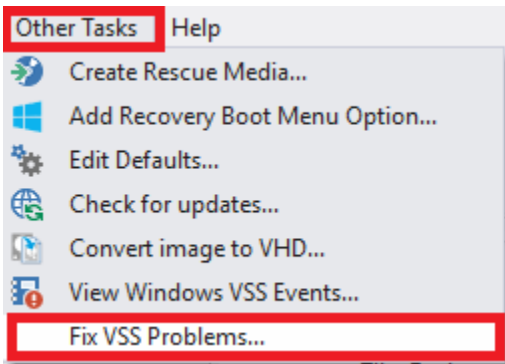 Other Tasks Help
Create Rescue Media...
Add Recovery Boot Menu Option...
Edit Defaults...
Check for updates...
Convert image to VHD...
View Windows VSS Events...
Fix VSS Problems...